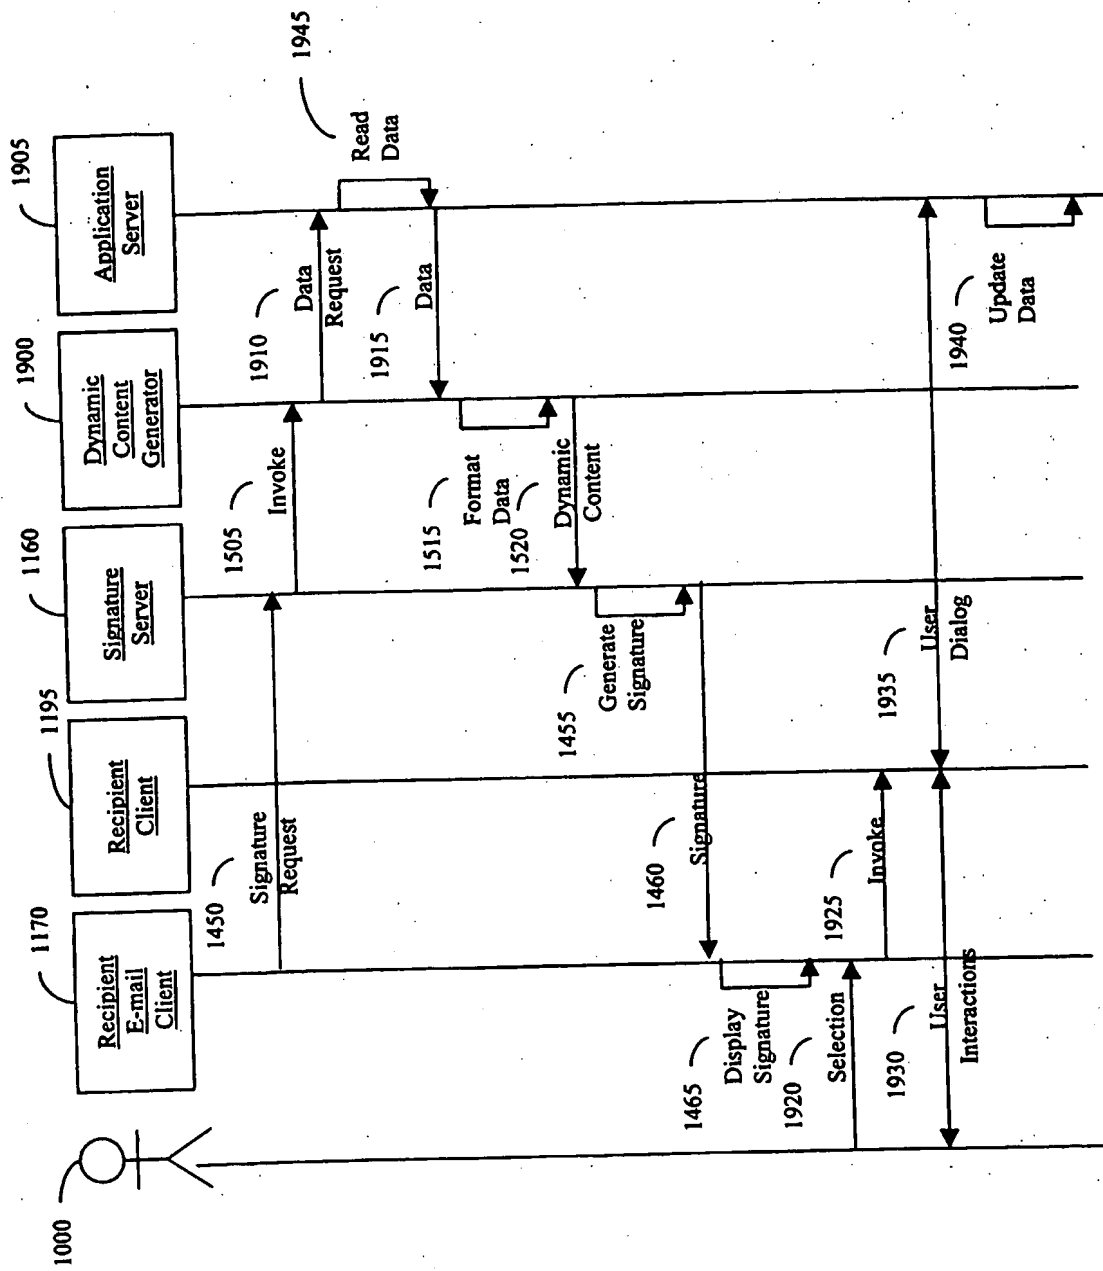 1000
1170
Recipient
E-mail
Client
1195
Recipient
Client
1160
Signature
Server
1900
Dynamic
Content
Generator
1905
Application
Server
1450
Signature
Request
1505
Invoke
1910
Data
Request
1945
Read
Data
1915
Data
1515
Format
Data
1520
Dynamic
Content
1455
Generate
Signature
1460
Signature
1465
Display
Signature
1920
Selection
1925
Invoke
1930
User
Interactions
1935
User
Dialog
1940
Update
Data